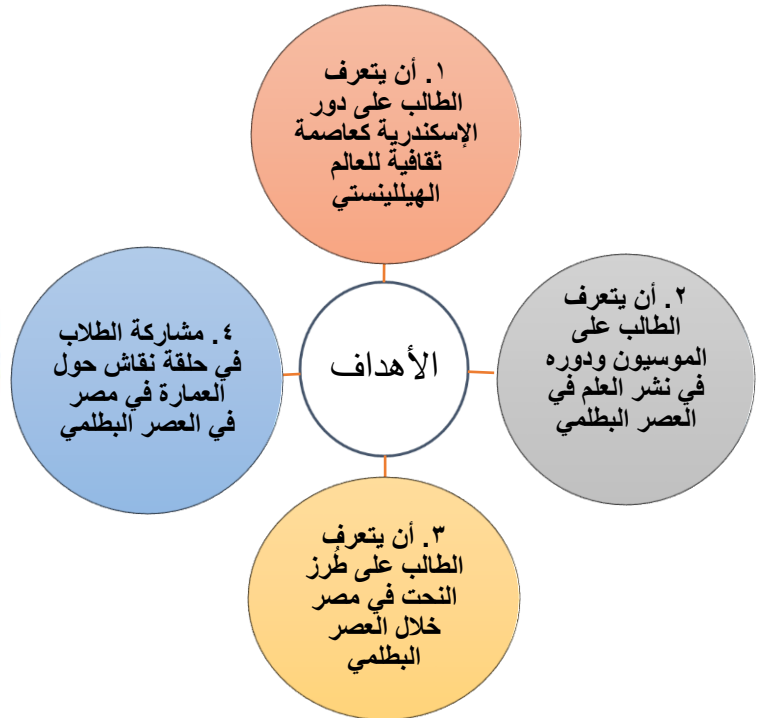 ١. أن يتعرف
الطالب على دور
الإسكندرية كعاصمة
ثقافية للعالم
الهيللينستي
٢. أن يتعرف
الطالب على
الموسيون ودوره
في نشر العلم في
العصر البطلمي
٣. أن يتعرف
الطالب على طُرز
النحت في مصر
خلال العصر
البطلمي
٤. مشاركة الطلاب
في حلقة نقاش حول
العمارة في مصر
في العصر البطلمي
الأهداف